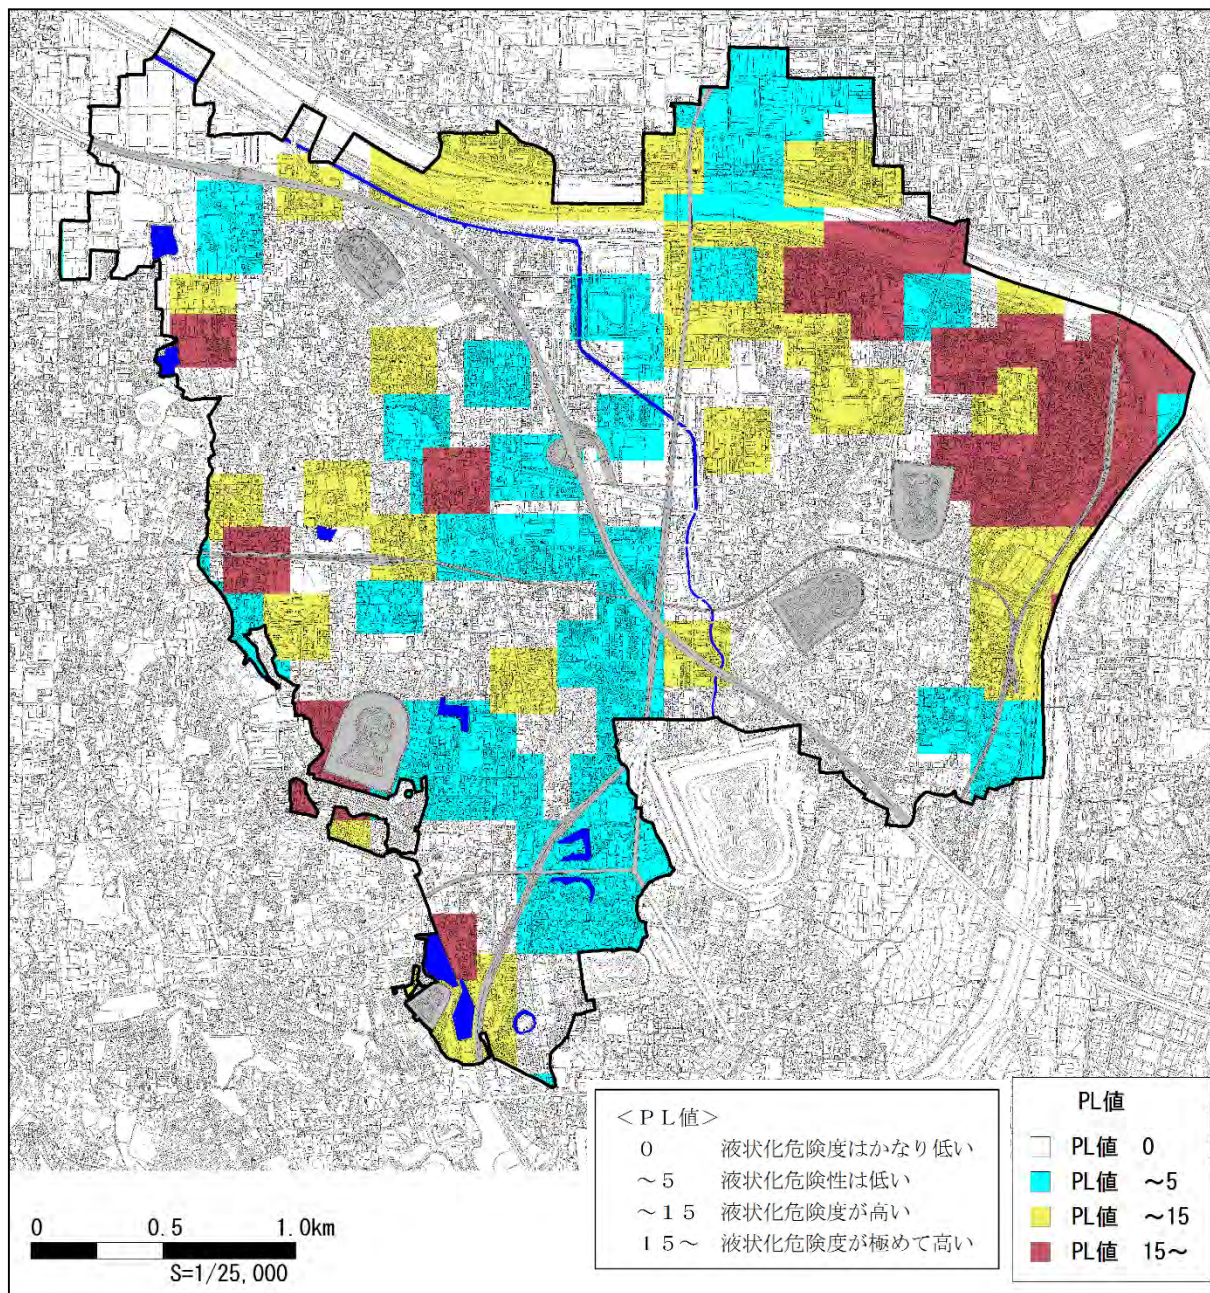 ＜ＰＬ値＞
０　液状化危険度はかなり低い
～５　液状化危険性は低い
～１５　液状化危険度が高い
１５～　液状化危険度が極めて高い
PL値
PL値 0
PL値 ～5
PL値 ～15
PL値 15～
0 0.5 1.0km
S=1/25,000